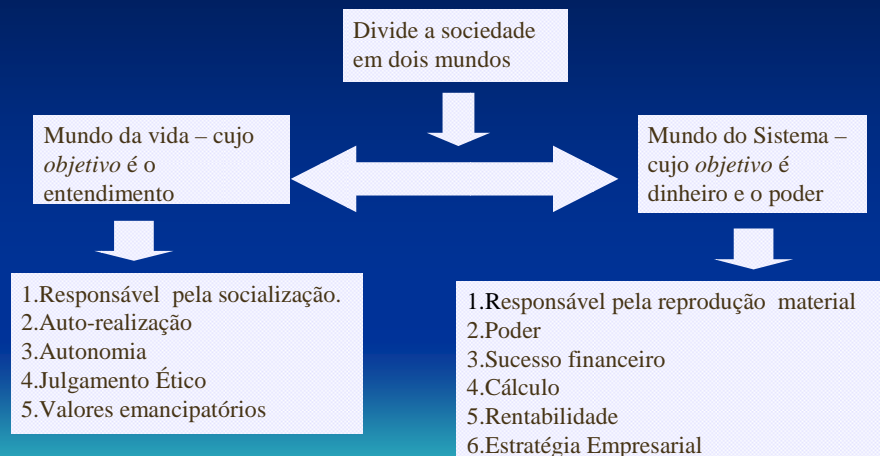 Divide a sociedade
em dois mundos
Mundo da vida – cujo
objetivo é o
entendimento
Mundo do Sistema –
cujo objetivo é
dinheiro e o poder
1.Responsável pela socialização.
2.Auto-realização
3.Autonomia
4.Julgamento Ético
5.Valores emancipatórios
1.Responsável pela reprodução material
2.Poder
3.Sucesso financeiro
4.Cálculo
5.Rentabilidade
6.Estratégia Empresarial